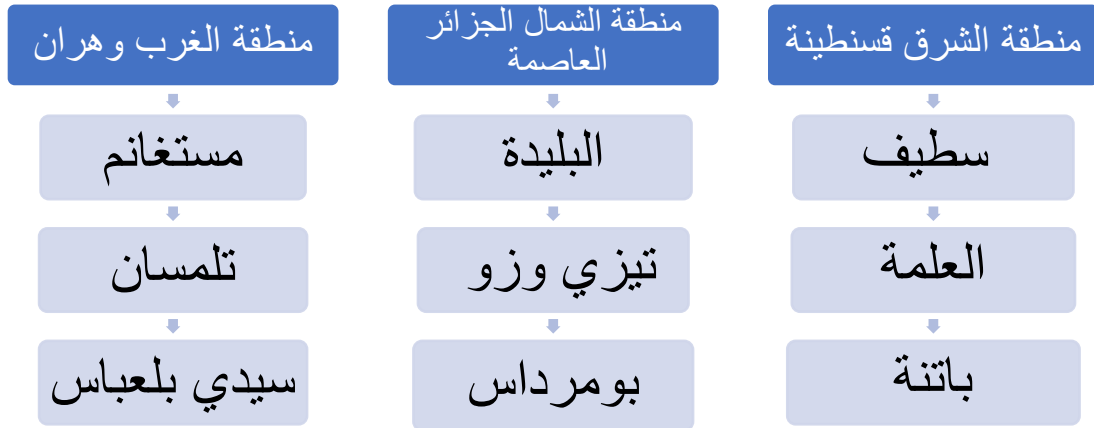 منطقة الشرق قسنطينة
سطيف
العلمة
باتنة
منطقة الشمال الجزائر
العاصمة
البليدة
تيزي وزو
بومرداس
منطقة الغرب وهران
مستغانم
تلمسان
سيدي بلعباس